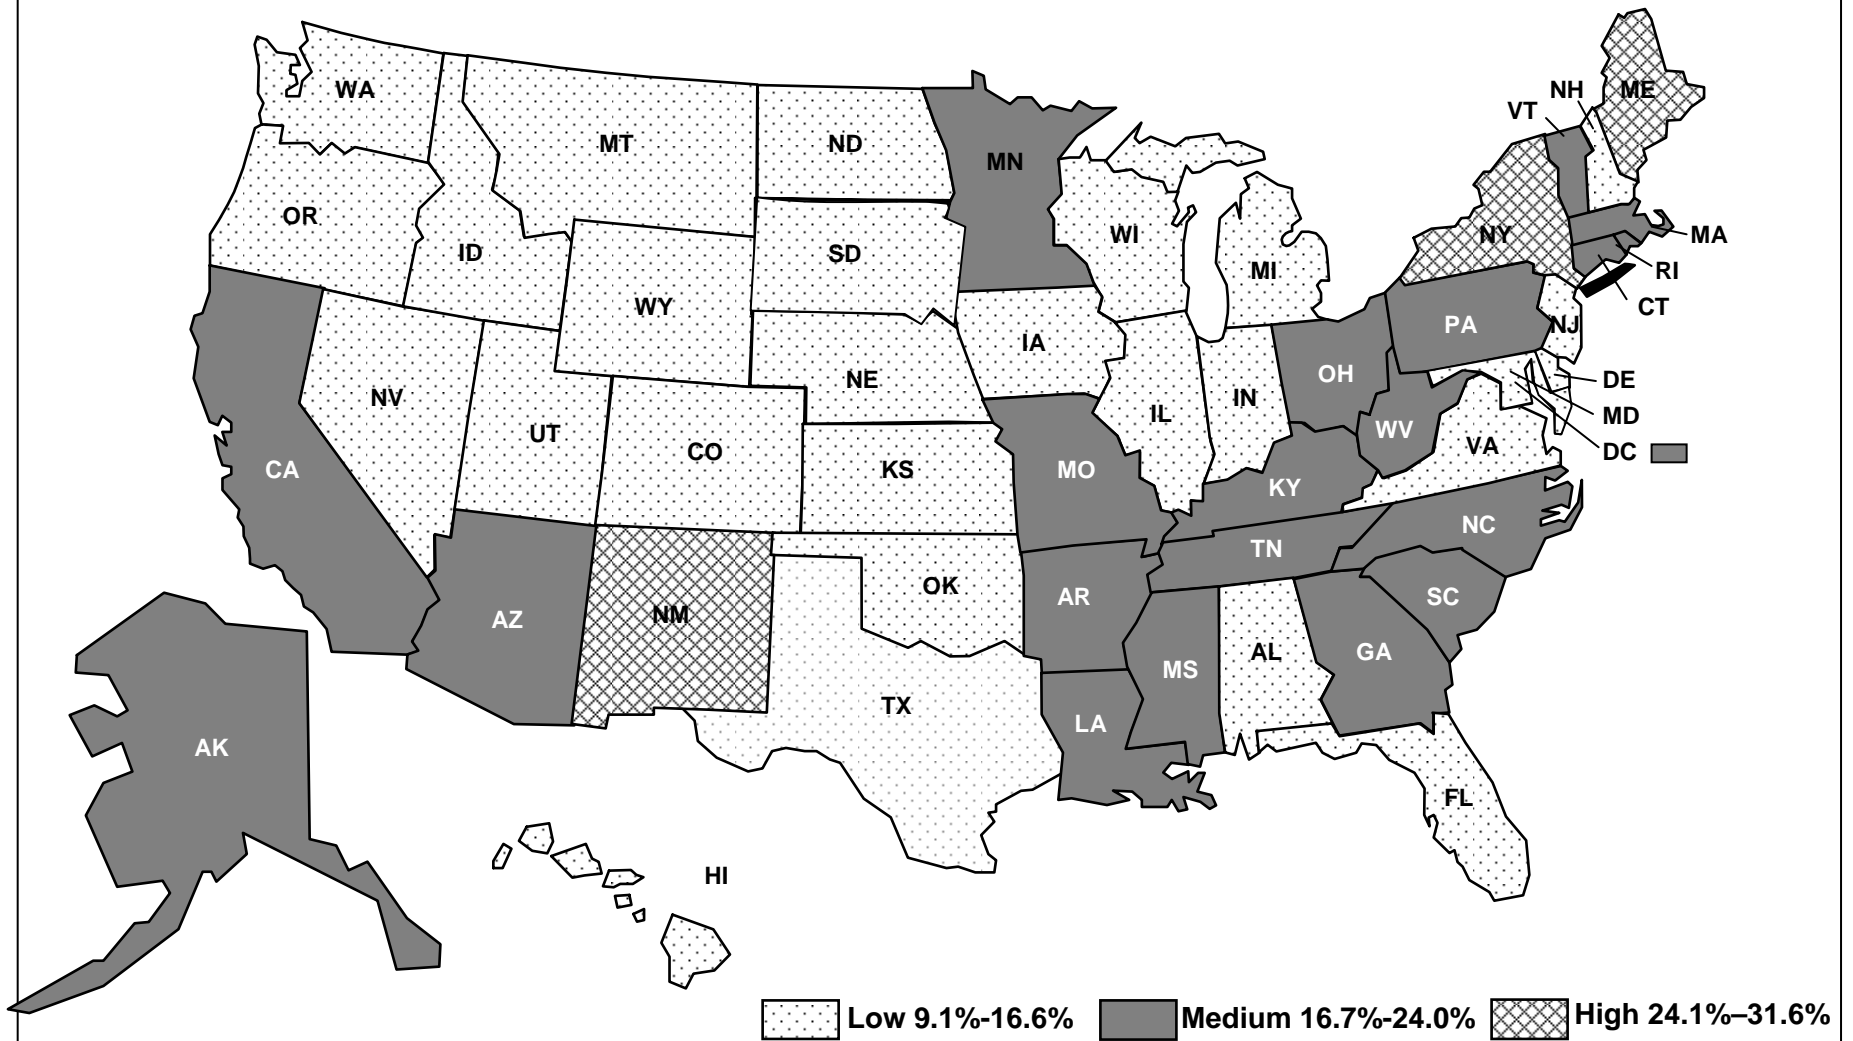 ME
NH
WA
VT
MT
ND
MN
OR
WI
NY
MA
ID
SD
MI
RI
WY
CT
PA
NJ
IA
OH
NE
DE
NV
IN
IL
MD
UT
WV
VA
CO
DC
CA
KS
MO
KY
NC
TN
OK
AR
SC
AZ
NM
AL
GA
MS
TX
LA
AK
FL
HI
Low 9.1%-16.6%
Medium 16.7%-24.0%
High 24.1%–31.6%